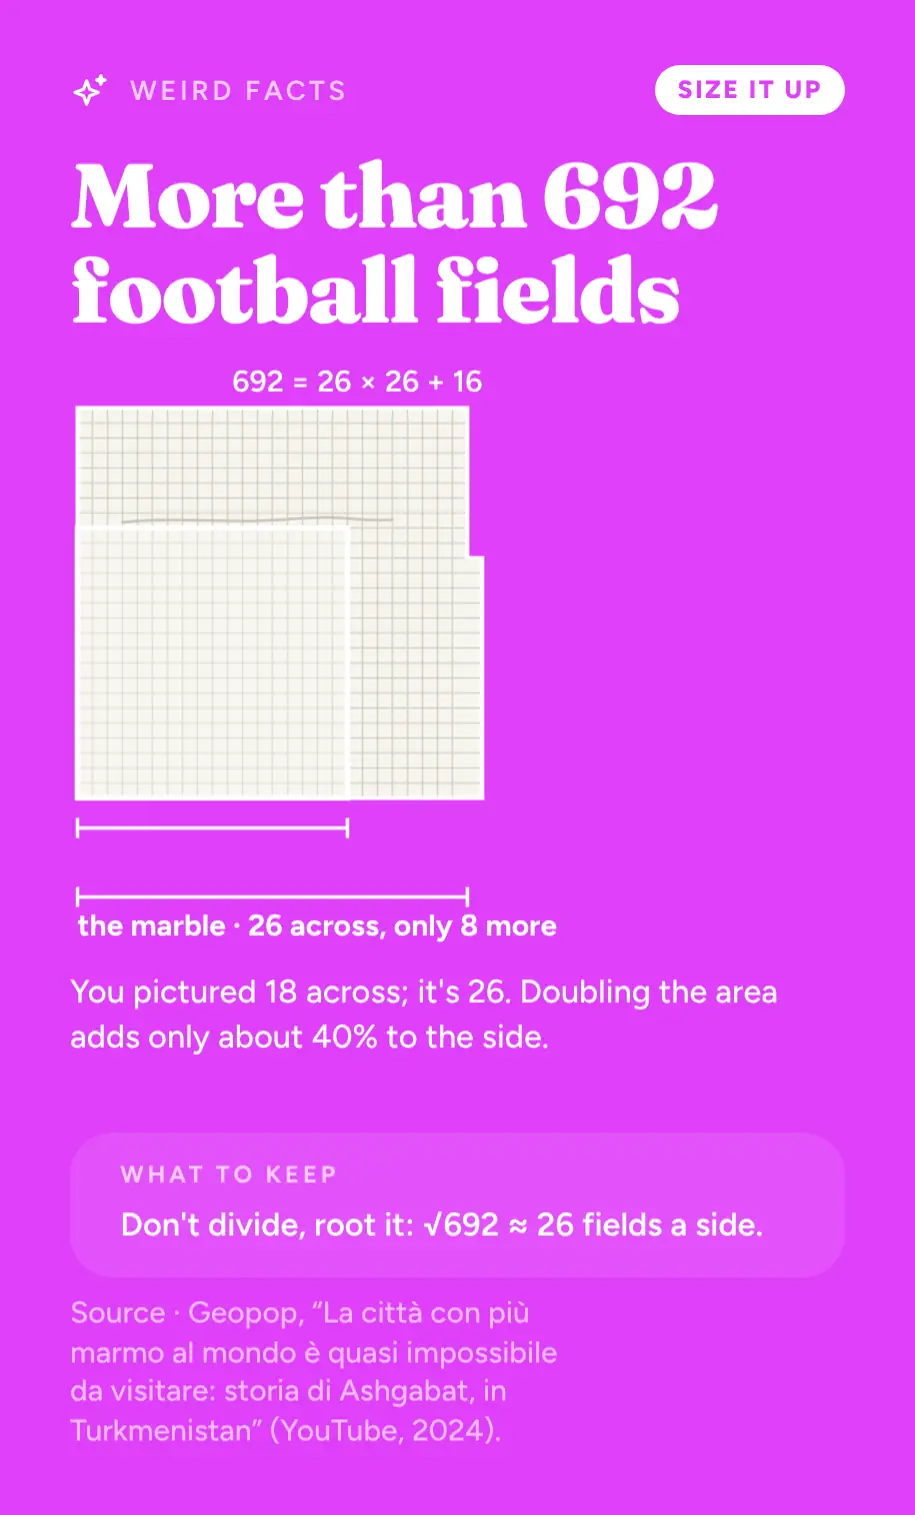 WEIRD FACTS
SIZE IT UP
More than 692
football fields
692 = 26 × 26 + 16
the marble · 26 across, only 8 more
You pictured 18 across; it's 26. Doubling the area
adds only about 40% to the side.
WHAT TO KEEP
Don't divide, root it: √692 ≈ 26 fields a side.
Source · Geopop, “La città con più
marmo al mondo è quasi impossibile
da visitare: storia di Ashgabat, in
Turkmenistan” (YouTube, 2024).